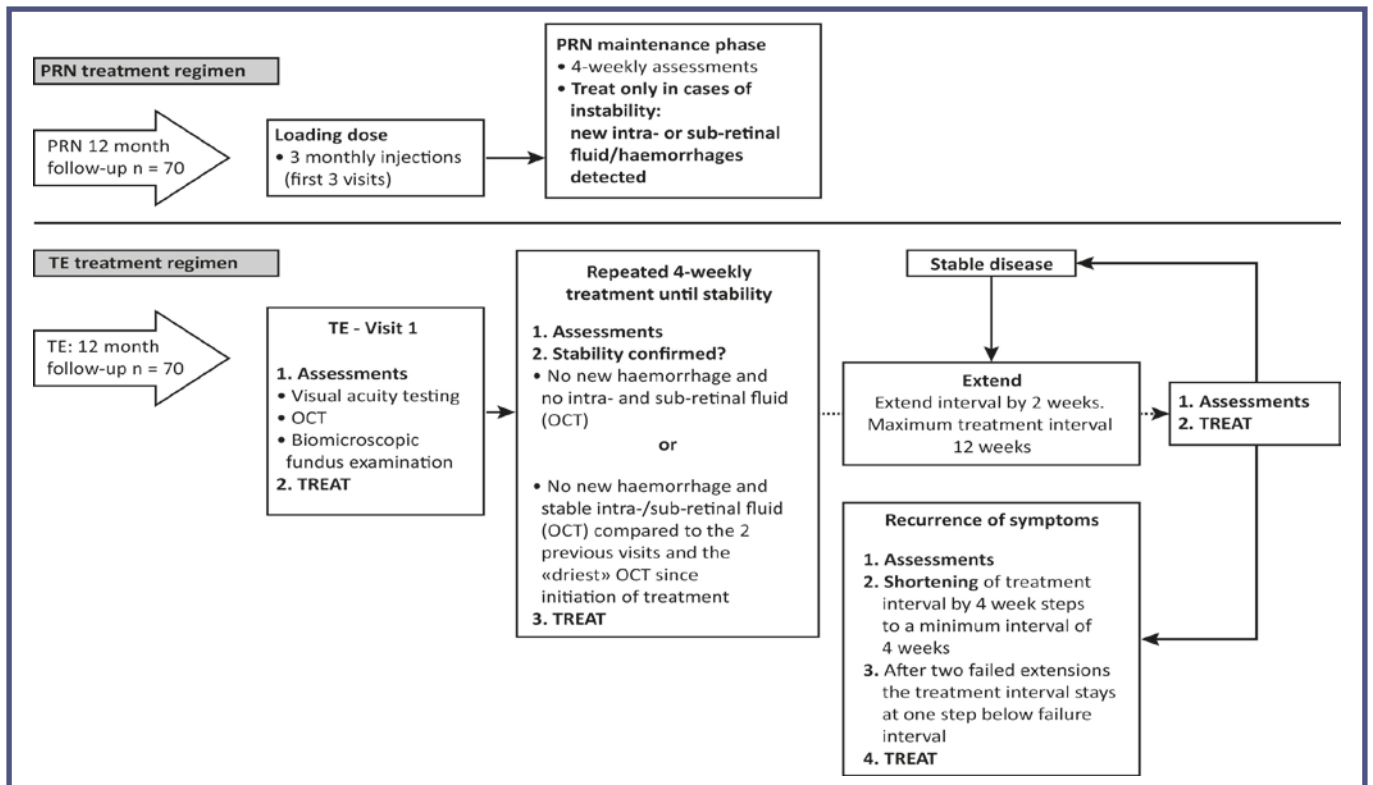 PRN treatment regimen
PRN 12 month
follow-up n = 70
Loading dose
• 3 monthly injections
(first 3 visits)
PRN maintenance phase
• 4-weekly assessments
• Treat only in cases of
instability:
new intra- or sub-retinal
fluid/haemorrhages
detected
TE treatment regimen
TE: 12 month
follow-up n = 70
TE - Visit 1
1. Assessments
• Visual acuity testing
• OCT
• Biomicroscopic
fundus examination
2. TREAT
Repeated 4-weekly
treatment until stability
1. Assessments
2. Stability confirmed?
• No new haemorrhage and
no intra- and sub-retinal fluid
(OCT)
or
• No new haemorrhage and
stable intra-/sub-retinal fluid
(OCT) compared to the 2
previous visits and the
«driest» OCT since
initiation of treatment
3. TREAT
Stable disease
Extend
Extend interval by 2 weeks.
Maximum treatment interval
12 weeks
1. Assessments
2. TREAT
Recurrence of symptoms
1. Assessments
2. Shortening of treatment
interval by 4 week steps
to a minimum interval of
4 weeks
3. After two failed extensions
the treatment interval stays
at one step below failure
interval
4. TREAT